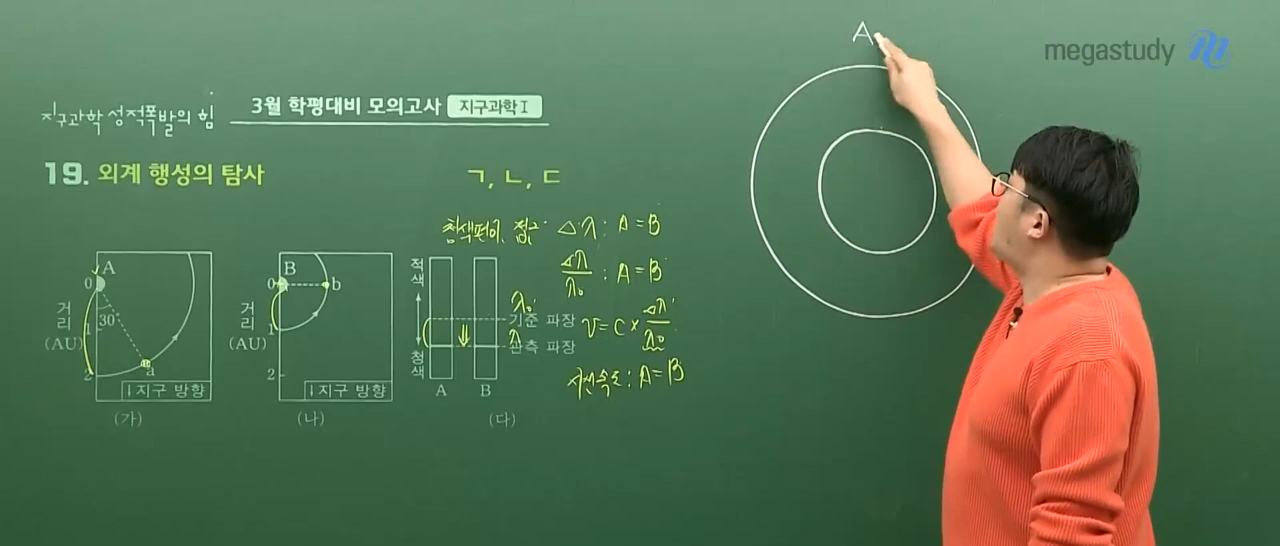 A
megastudy
지구과학 성적폭발의 힘
3월 학평대비 모의고사 지구과학 I
19. 외계 행성의 탐사
ㄱ, ㄴ, ㄷ
청색편이, 접근 Δλ : A = B
Δλ/λ₀ : A = B
v = c × Δλ/λ₀
시선속도 : A = B
A
0
거리
(AU)
30
1
2
a
↓지구 방향
(가)
B
0
b
거리
(AU)
1
2
↓지구 방향
(나)
적색
청색
λ₀
기준 파장
λ
관측 파장
A B
(다)